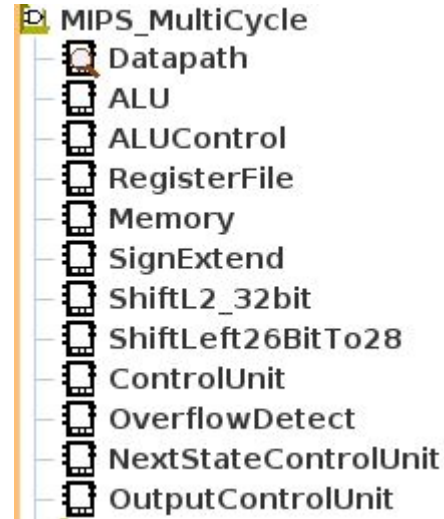 MIPS_MultiCycle
Datapath
ALU
ALUControl
RegisterFile
Memory
SignExtend
ShiftL2_32bit
ShiftLeft26BitTo28
ControlUnit
OverflowDetect
NextStateControlUnit
OutputControlUnit